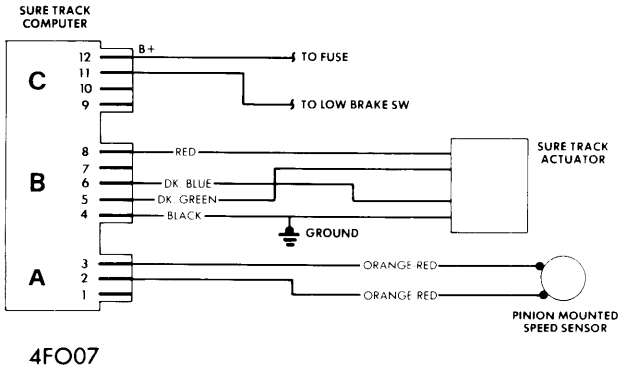 SURE TRACK
COMPUTER
B+
12
TO FUSE
11
C
10
9
TO LOW BRAKE SW
8
RED
SURE TRACK
ACTUATOR
7
B
6
DK. BLUE
5
DK. GREEN
4
BLACK
GROUND
3
ORANGE-RED
A
2
1
ORANGE RED
PINION MOUNTED
SPEED SENSOR
4FO07